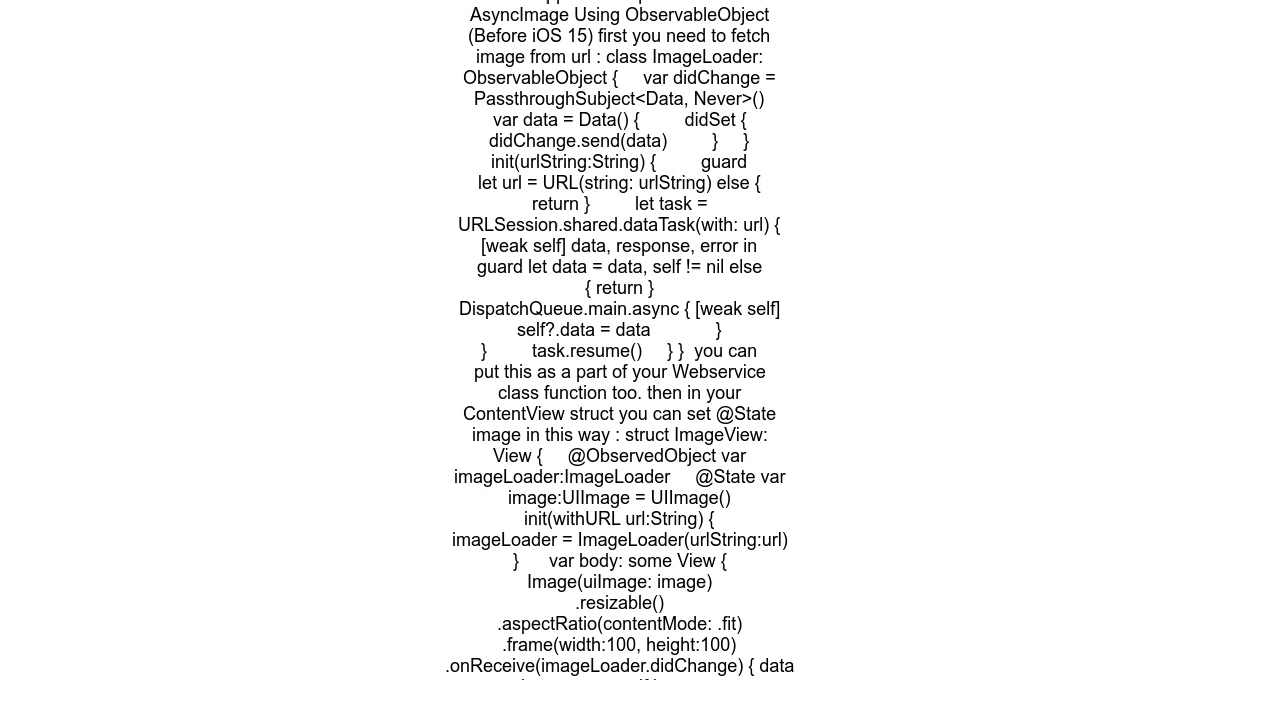 AsyncImage Using ObservableObject
(Before iOS 15) first you need to fetch
image from url : class ImageLoader:
ObservableObject {     var didChange =
PassthroughSubject<Data, Never>()
var data = Data() {         didSet {
didChange.send(data)         }     }
init(urlString:String) {         guard
let url = URL(string: urlString) else {
return }         let task =
URLSession.shared.dataTask(with: url) {
[weak self] data, response, error in
guard let data = data, self != nil else
{ return }
DispatchQueue.main.async { [weak self]
self?.data = data             }
}         task.resume()     } }  you can
put this as a part of your Webservice
class function too. then in your
ContentView struct you can set @State
image in this way : struct ImageView:
View {     @ObservedObject var
imageLoader:ImageLoader     @State var
image:UIImage = UIImage()
init(withURL url:String) {
imageLoader = ImageLoader(urlString:url)
}      var body: some View {
Image(uiImage: image)
.resizable()
.aspectRatio(contentMode: .fit)
.frame(width:100, height:100)
.onReceive(imageLoader.didChange) { data